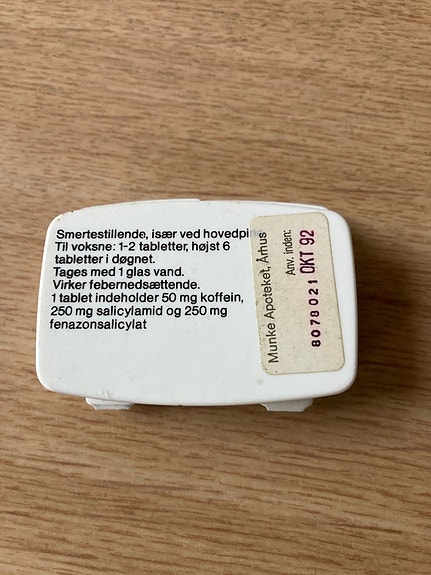 Smertestillende, især ved hovedpi
Til voksne: 1-2 tabletter, højst 6
tabletter i døgnet.
Tages med 1 glas vand.
Virker febernedsættende.
1 tablet indeholder 50 mg koffein,
250 mg salicylamid og 250 mg
fenazonsalicylat
Munke Apoteket, Århus
Anv. inden:
8078021 OKT 92